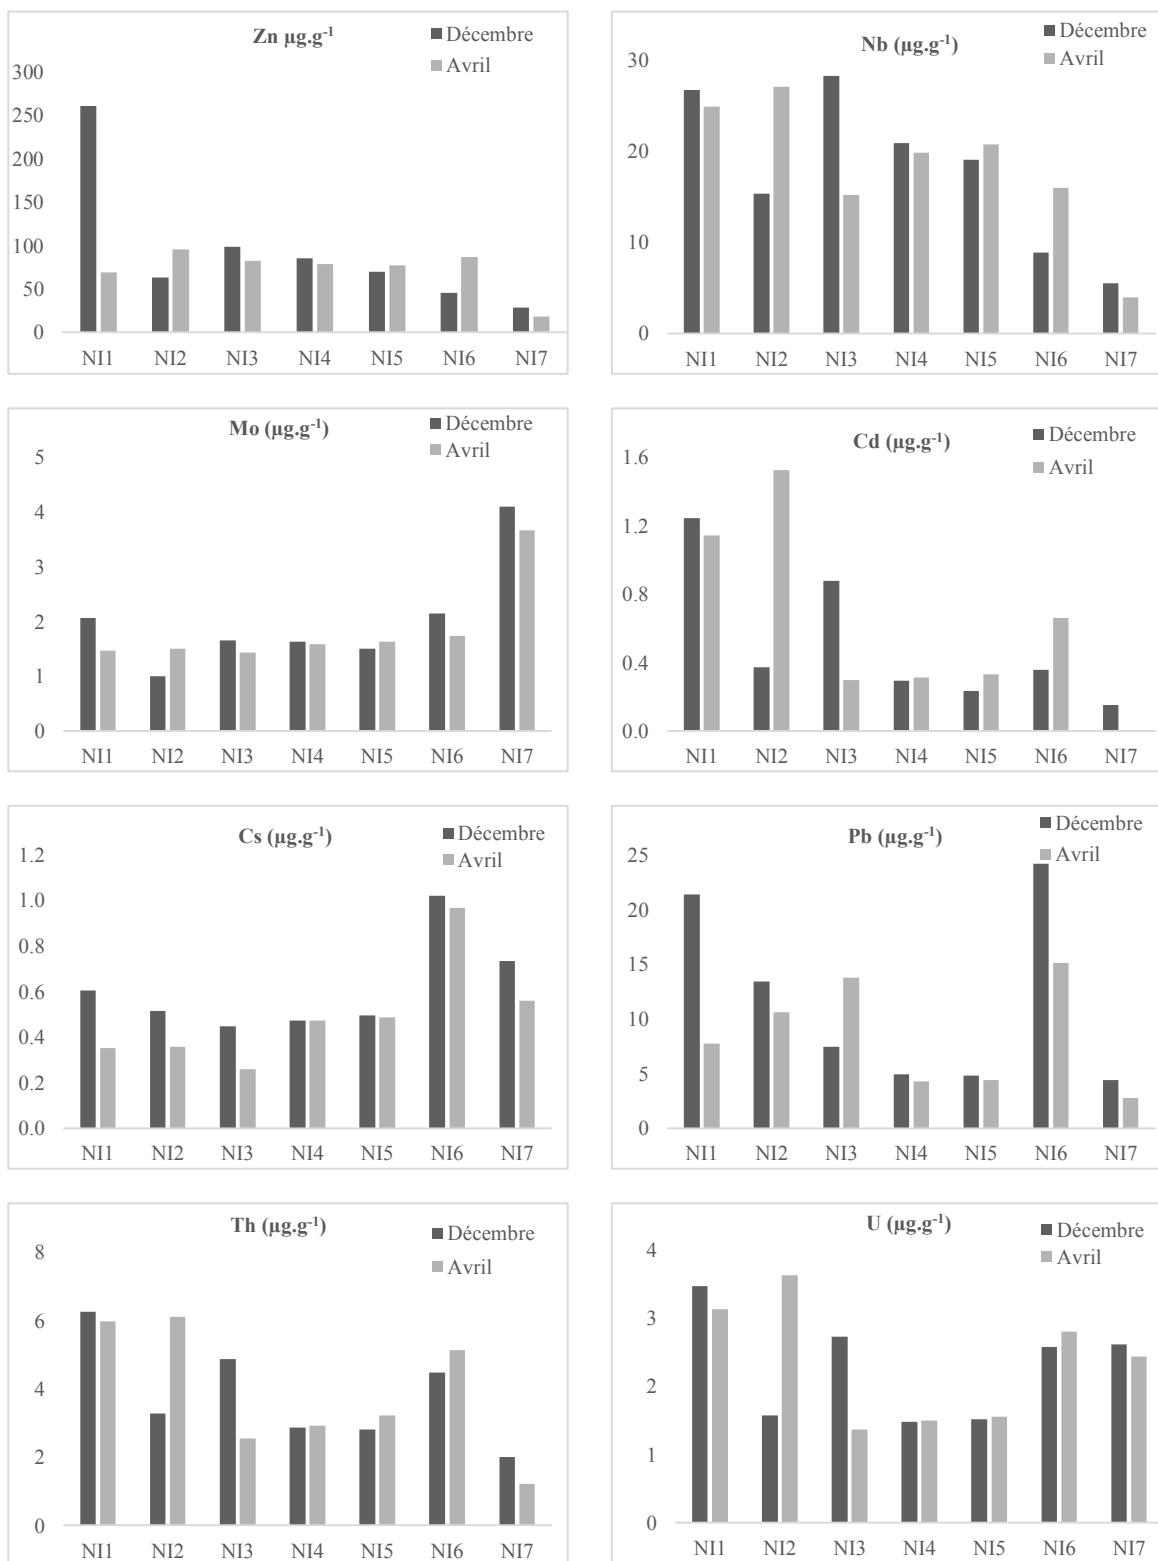 Zn µg.g-1
Décembre
Avril
300
250
200
150
100
50
0
NI1 NI2 NI3 NI4 NI5 NI6 NI7
Nb (µg.g-1)
Décembre
Avril
30
20
10
0
NI1 NI2 NI3 NI4 NI5 NI6 NI7
Mo (µg.g-1)
Décembre
Avril
5
4
3
2
1
0
NI1 NI2 NI3 NI4 NI5 NI6 NI7
Cd (µg.g-1)
Décembre
Avril
1.6
1.2
0.8
0.4
0.0
NI1 NI2 NI3 NI4 NI5 NI6 NI7
Cs (µg.g-1)
Décembre
Avril
1.2
1.0
0.8
0.6
0.4
0.2
0.0
NI1 NI2 NI3 NI4 NI5 NI6 NI7
Pb (µg.g-1)
Décembre
Avril
25
20
15
10
5
0
NI1 NI2 NI3 NI4 NI5 NI6 NI7
Th (µg.g-1)
Décembre
Avril
8
6
4
2
0
NI1 NI2 NI3 NI4 NI5 NI6 NI7
U (µg.g-1)
Décembre
Avril
4
3
2
1
0
NI1 NI2 NI3 NI4 NI5 NI6 NI7